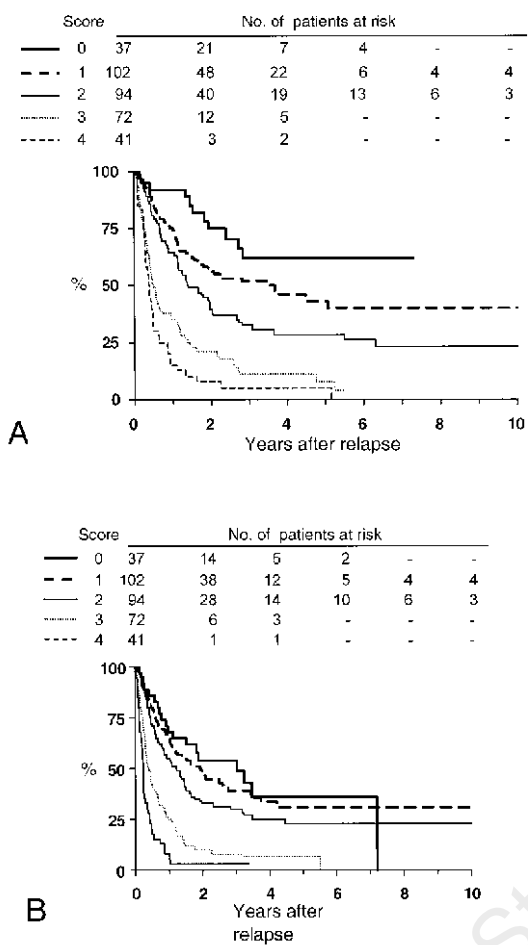 Score No. of patients at risk
0 37 21 7 4 - -
1 102 48 22 6 4 4
2 94 40 19 13 6 3
3 72 12 5 - - -
4 41 3 2 - - -
100
75
50
%
25
0
0 2 4 6 8 10
Years after relapse
A
Score No. of patients at risk
0 37 14 5 2 - -
1 102 38 12 5 4 4
2 94 28 14 10 6 3
3 72 6 3 - - -
4 41 1 1 - - -
100
75
50
%
25
0
0 2 4 6 8 10
Years after
relapse
B
St